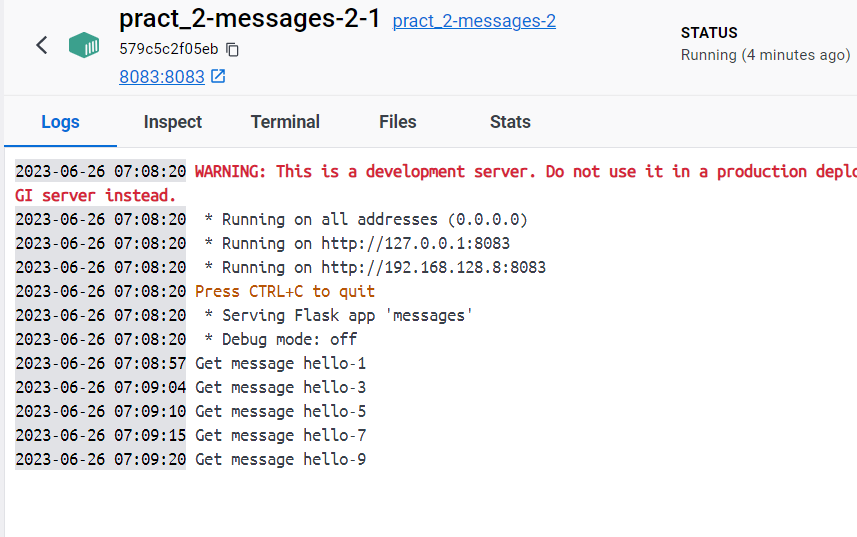 pract_2-messages-2-1 pract_2-messages-2
579c5c2f05eb
8083:8083
STATUS
Running (4 minutes ago)
Logs Inspect Terminal Files Stats
2023-06-26 07:08:20 WARNING: This is a development server. Do not use it in a production deplo
GI server instead.
2023-06-26 07:08:20 * Running on all addresses (0.0.0.0)
2023-06-26 07:08:20 * Running on http://127.0.0.1:8083
2023-06-26 07:08:20 * Running on http://192.168.128.8:8083
2023-06-26 07:08:20 Press CTRL+C to quit
2023-06-26 07:08:20 * Serving Flask app 'messages'
2023-06-26 07:08:20 * Debug mode: off
2023-06-26 07:08:57 Get message hello-1
2023-06-26 07:09:04 Get message hello-3
2023-06-26 07:09:10 Get message hello-5
2023-06-26 07:09:15 Get message hello-7
2023-06-26 07:09:20 Get message hello-9